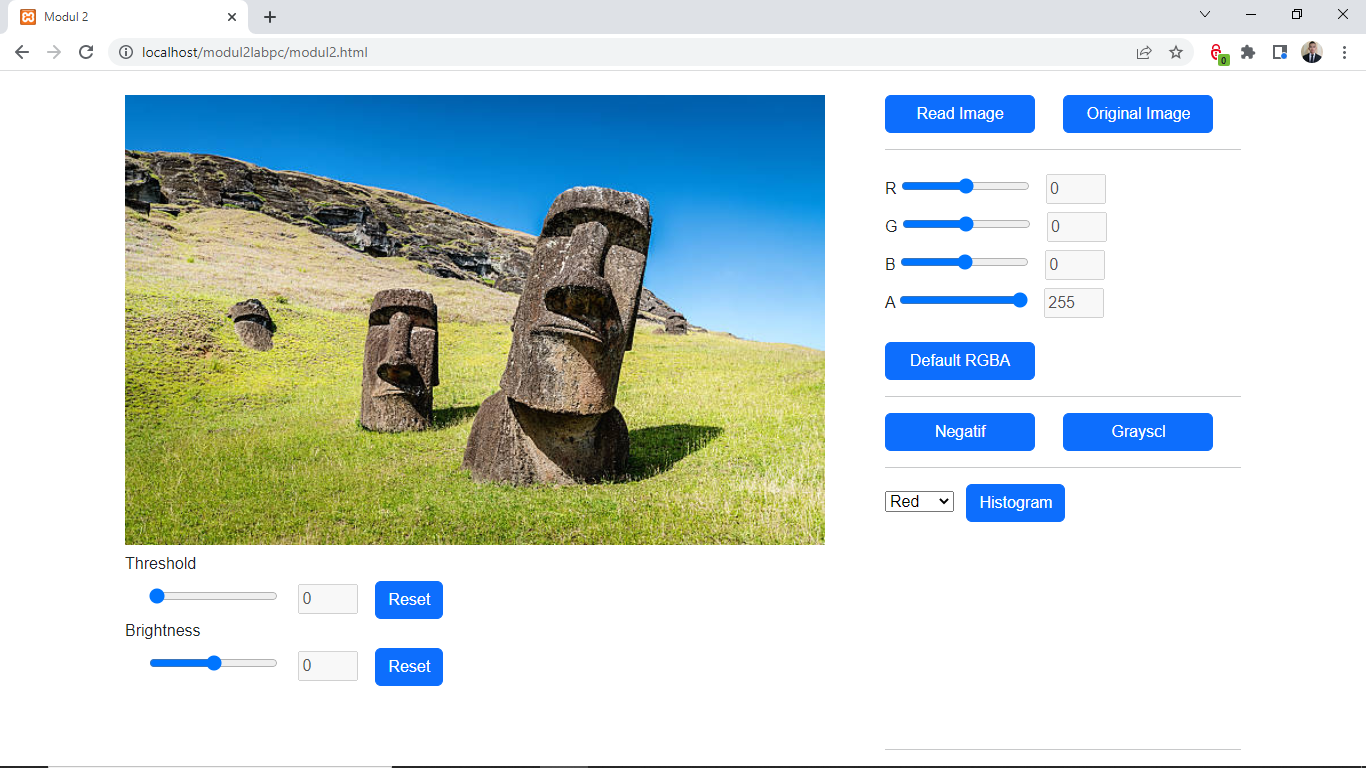 Modul 2
localhost/modul2labpc/modul2.html
0
Read Image Original Image
R 0
G 0
B 0
A 255
Default RGBA
Negatif Grayscl
Red Histogram
Threshold
0 Reset
Brightness
0 Reset